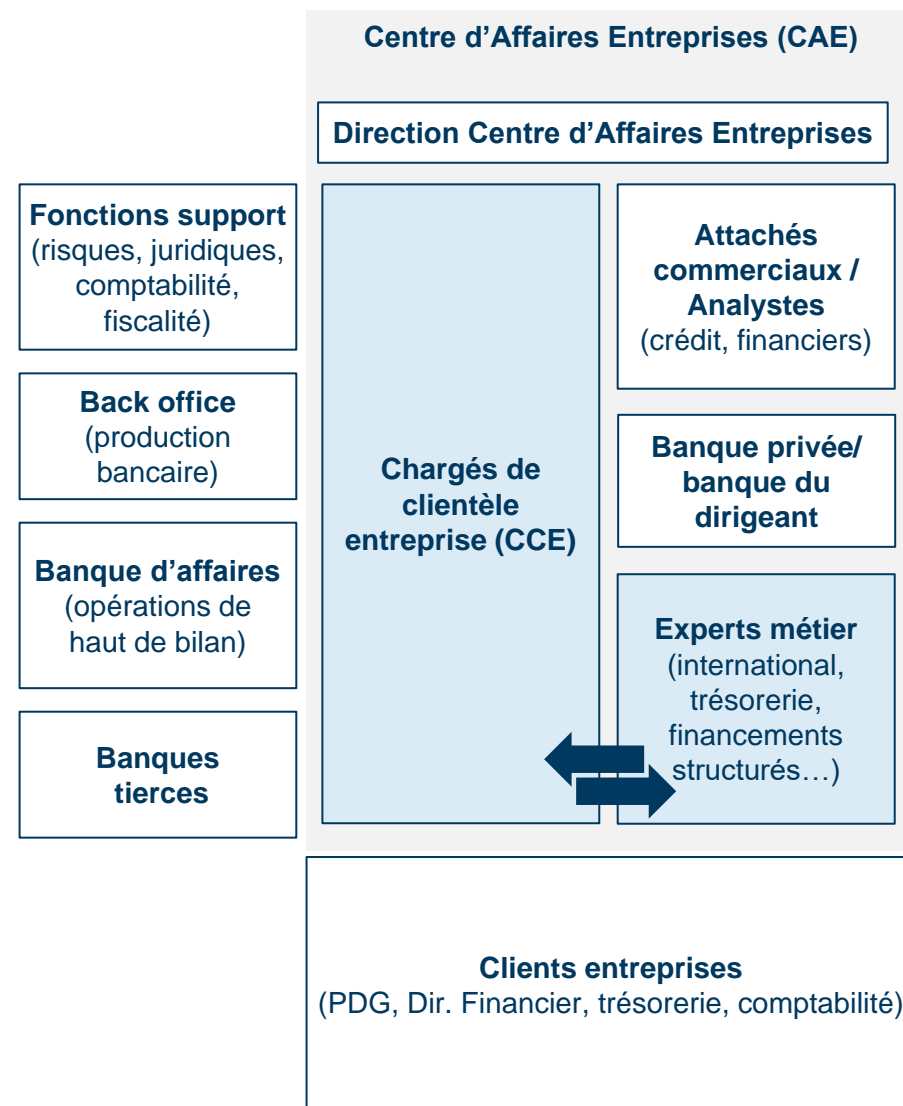 Centre d’Affaires Entreprises (CAE)
Direction Centre d’Affaires Entreprises
Fonctions support
(risques, juridiques,
comptabilité,
fiscalité)
Back office
(production
bancaire)
Banque d’affaires
(opérations de
haut de bilan)
Banques
tierces
Chargés de
clientèle
entreprise (CCE)
Attachés
commerciaux /
Analystes
(crédit, financiers)
Banque privée/
banque du
dirigeant
Experts métier
(international,
trésorerie,
financements
structurés…)
Clients entreprises
(PDG, Dir. Financier, trésorerie, comptabilité)